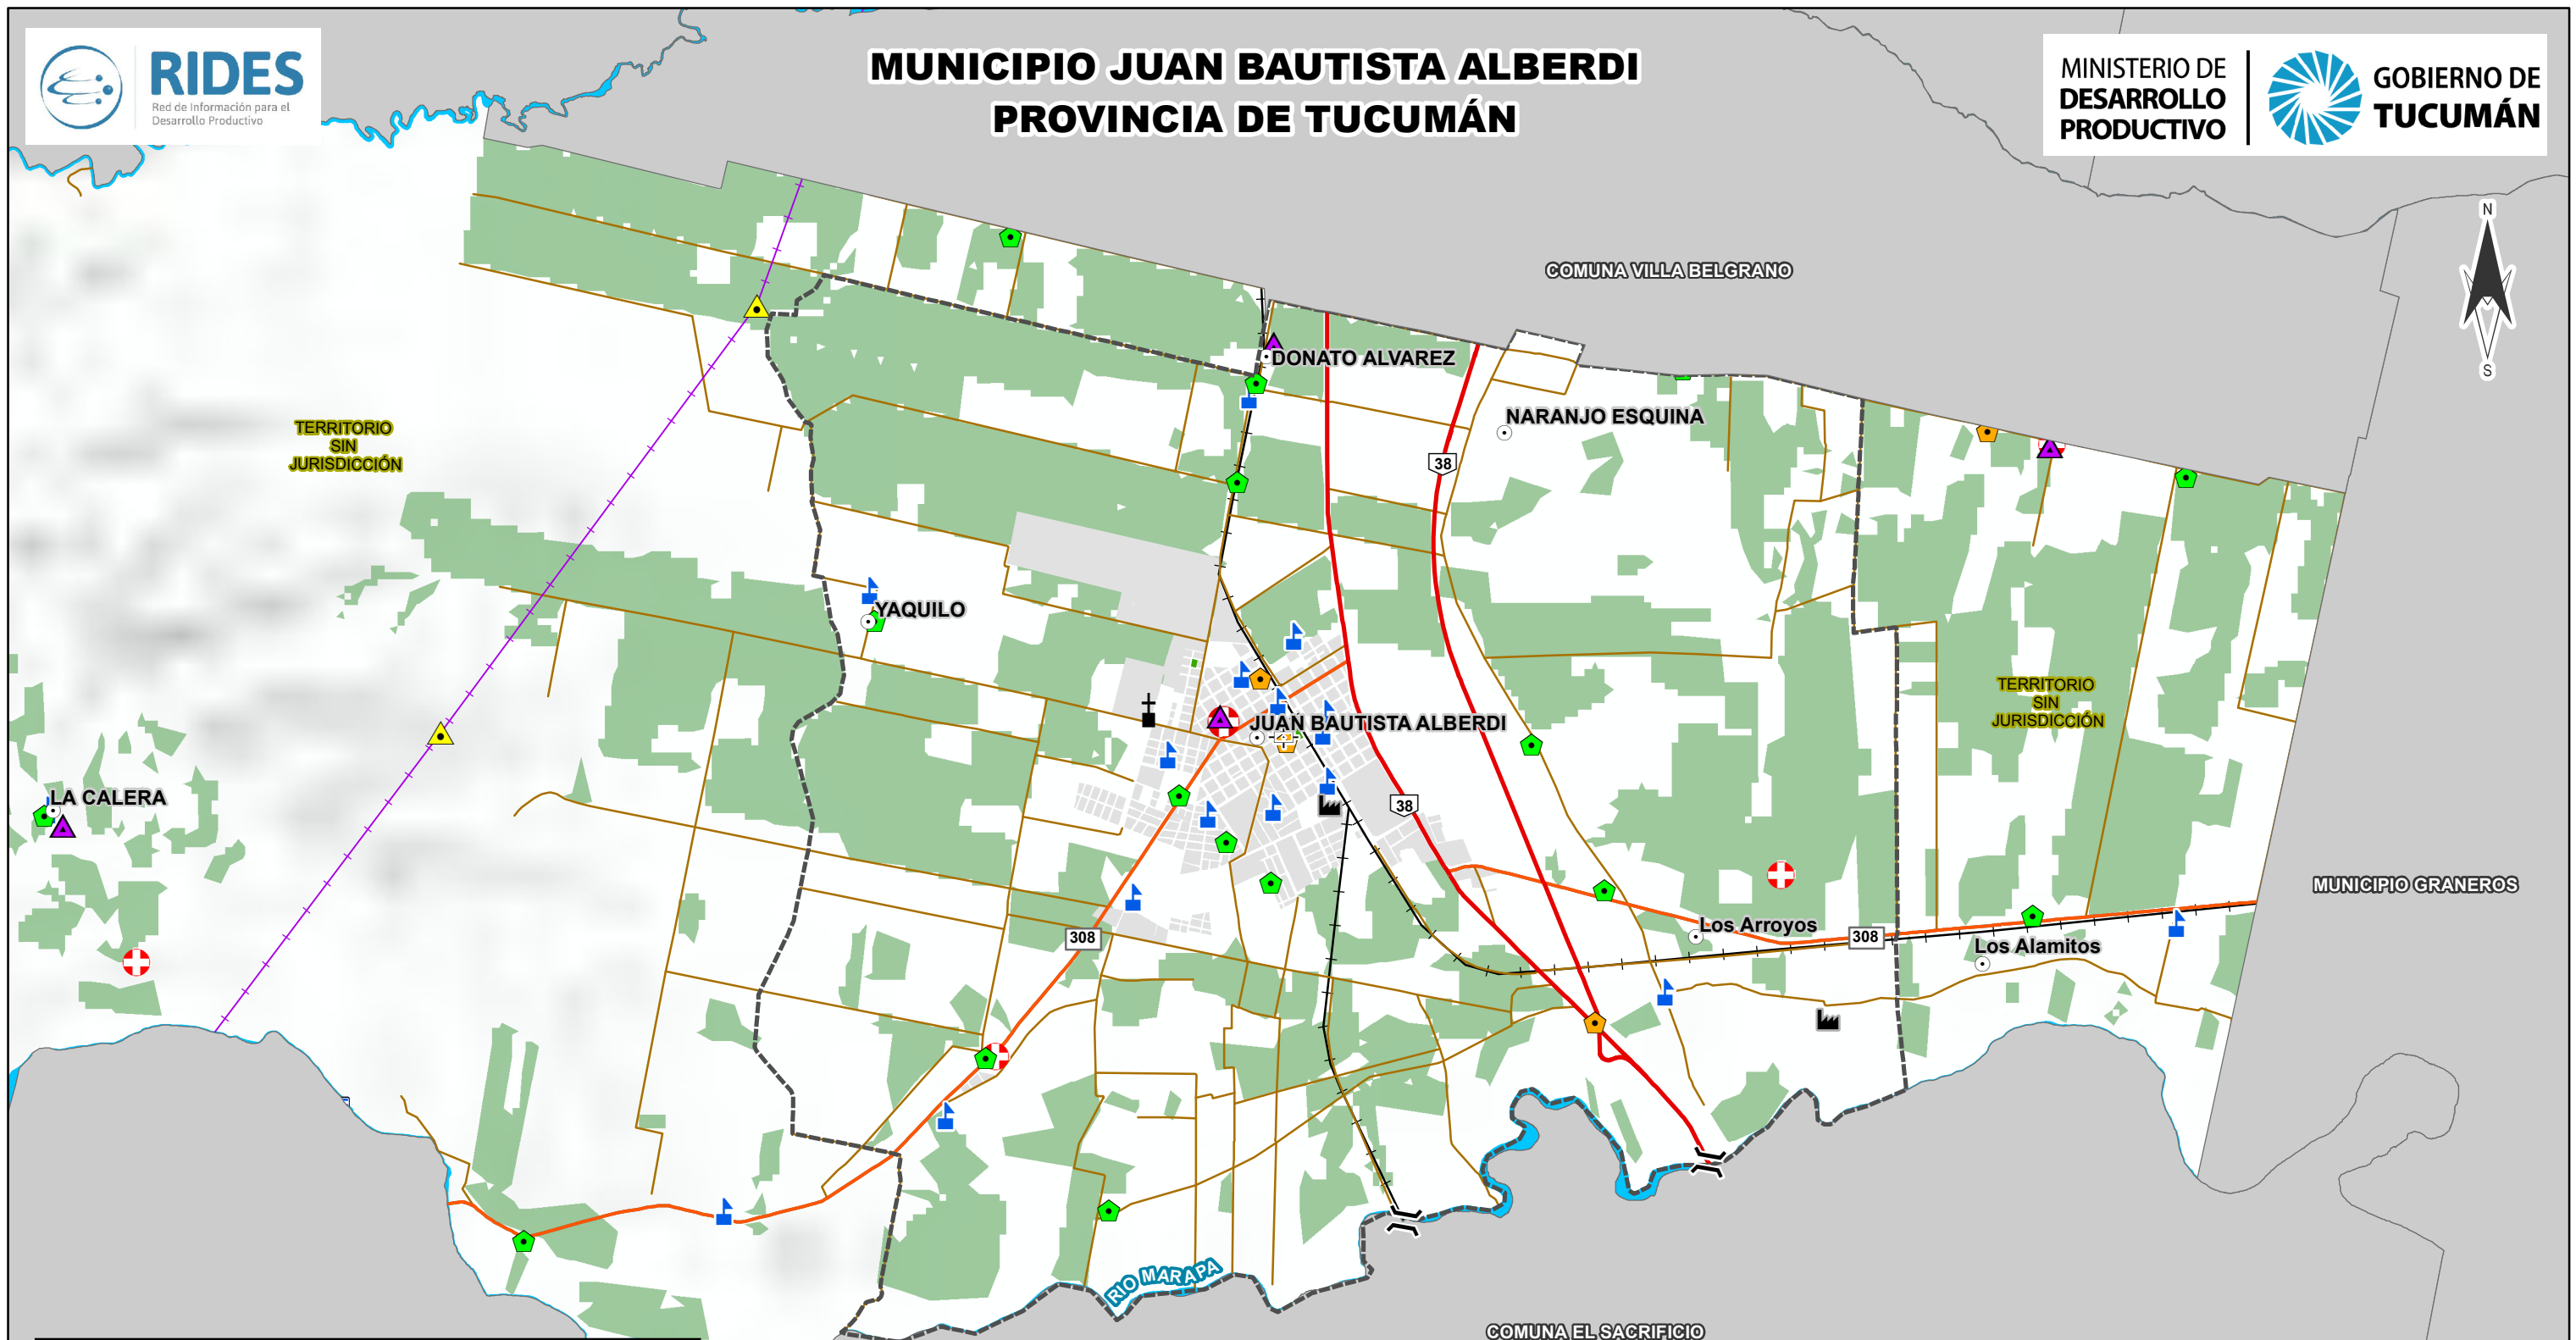 RIDES
Red de Información para el
Desarrollo Productivo
MUNICIPIO JUAN BAUTISTA ALBERDI
PROVINCIA DE TUCUMÁN
MINISTERIO DE
DESARROLLO
PRODUCTIVO
GOBIERNO DE
TUCUMÁN
N
S
COMUNA VILLA BELGRANO
DONATO ALVAREZ
NARANJO ESQUINA
TERRITORIO
SIN
JURISDICCIÓN
38
YAQUILO
TERRITORIO
SIN
JURISDICCIÓN
JUAN BAUTISTA ALBERDI
LA CALERA
38
MUNICIPIO GRANEROS
Los Arroyos
308
308
Los Alamitos
RIO MARAPA
COMUNA EL SACRIFICIO